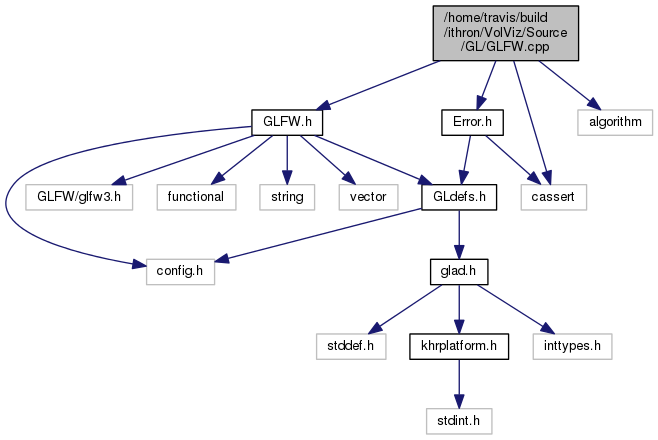 /home/travis/build
/ithron/VolViz/Source
/GL/GLFW.cpp
GLFW.h
Error.h
algorithm
GLFW/glfw3.h
functional
string
vector
GLdefs.h
cassert
config.h
glad.h
stddef.h
khrplatform.h
inttypes.h
stdint.h